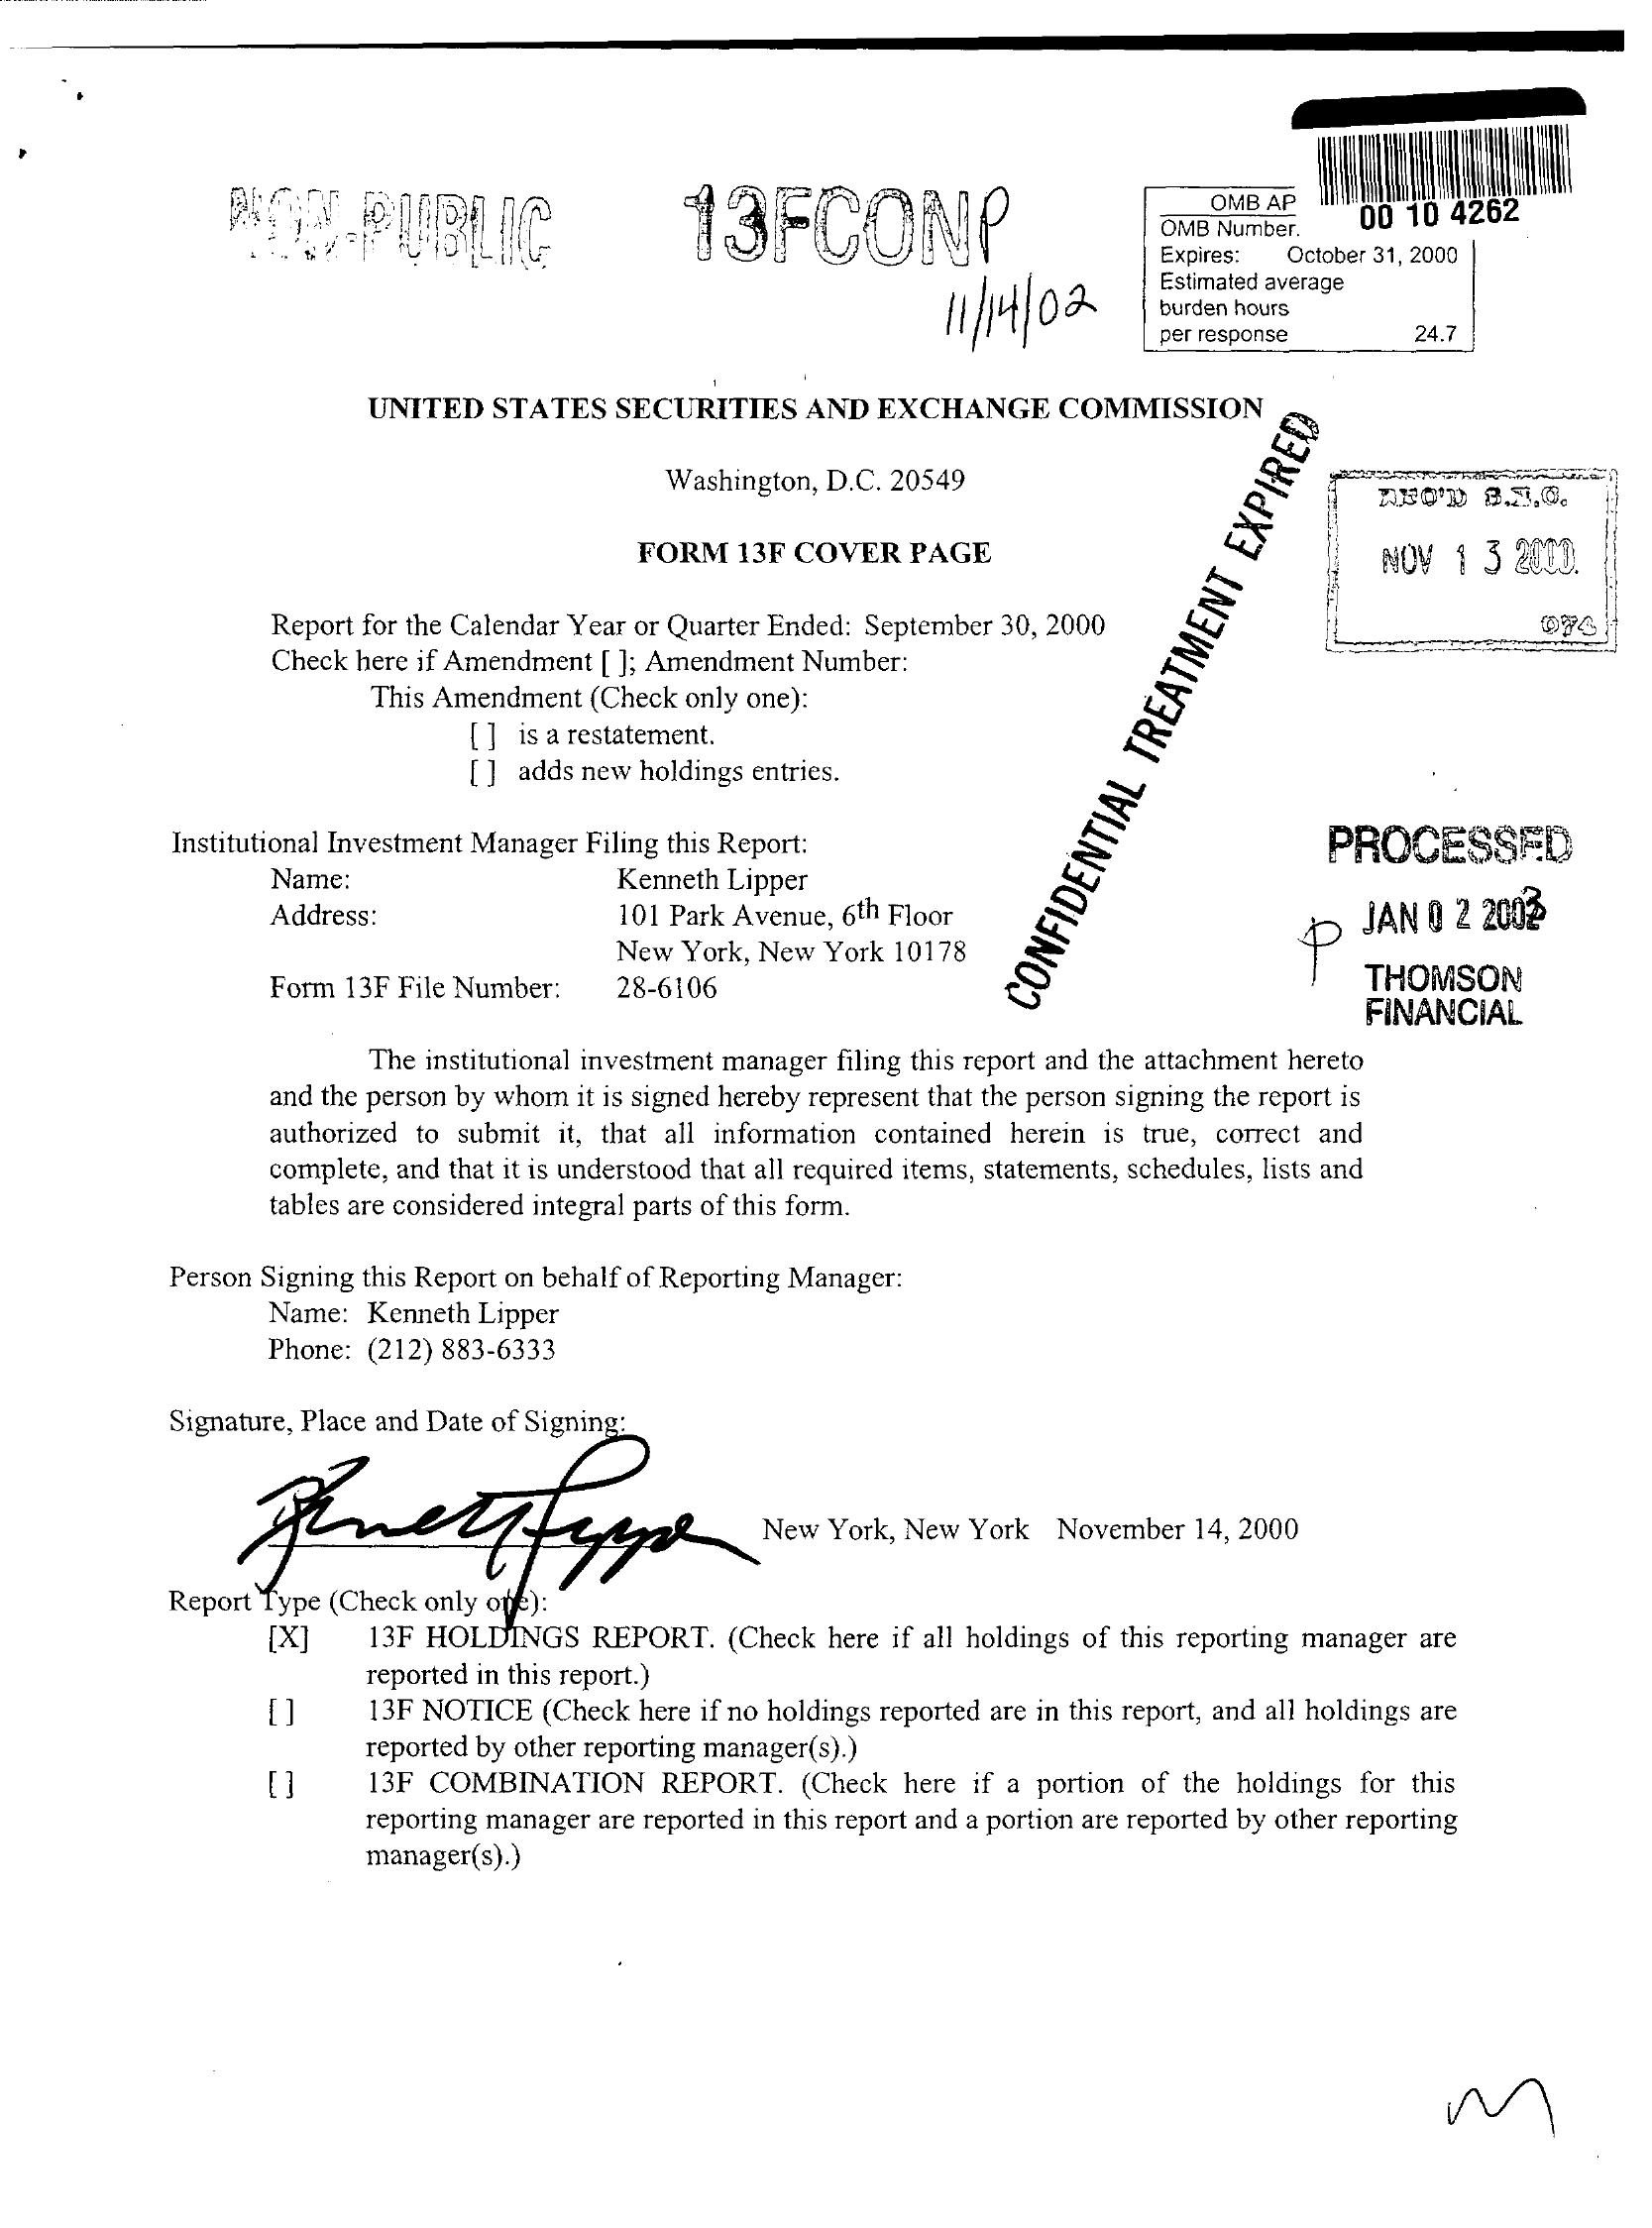 NON-PUBLIC
13FCONP
11/14/02
00 10 4262
OMB AP
OMB Number.
Expires: October 31, 2000
Estimated average
burden hours
per response 24.7
UNITED STATES SECURITIES AND EXCHANGE COMMISSION
Washington, D.C. 20549
FORM 13F COVER PAGE
CONFIDENTIAL TREATMENT EXPIRED
REC'D S.E.C.
NOV 1 3 2000
Report for the Calendar Year or Quarter Ended: September 30, 2000
Check here if Amendment [ ]; Amendment Number:
This Amendment (Check only one):
[ ] is a restatement.
[ ] adds new holdings entries.
Institutional Investment Manager Filing this Report:
Name: Kenneth Lipper
Address: 101 Park Avenue, 6th Floor
New York, New York 10178
Form 13F File Number: 28-6106
PROCESSED
P JAN 0 2 2003
THOMSON
FINANCIAL
The institutional investment manager filing this report and the attachment hereto
and the person by whom it is signed hereby represent that the person signing the report is
authorized to submit it, that all information contained herein is true, correct and
complete, and that it is understood that all required items, statements, schedules, lists and
tables are considered integral parts of this form.
Person Signing this Report on behalf of Reporting Manager:
Name: Kenneth Lipper
Phone: (212) 883-6333
Signature, Place and Date of Signing:
Kenneth Lipper New York, New York November 14, 2000
Report Type (Check only one):
[X] 13F HOLDINGS REPORT. (Check here if all holdings of this reporting manager are
reported in this report.)
[ ] 13F NOTICE (Check here if no holdings reported are in this report, and all holdings are
reported by other reporting manager(s).)
[ ] 13F COMBINATION REPORT. (Check here if a portion of the holdings for this
reporting manager are reported in this report and a portion are reported by other reporting
manager(s).)